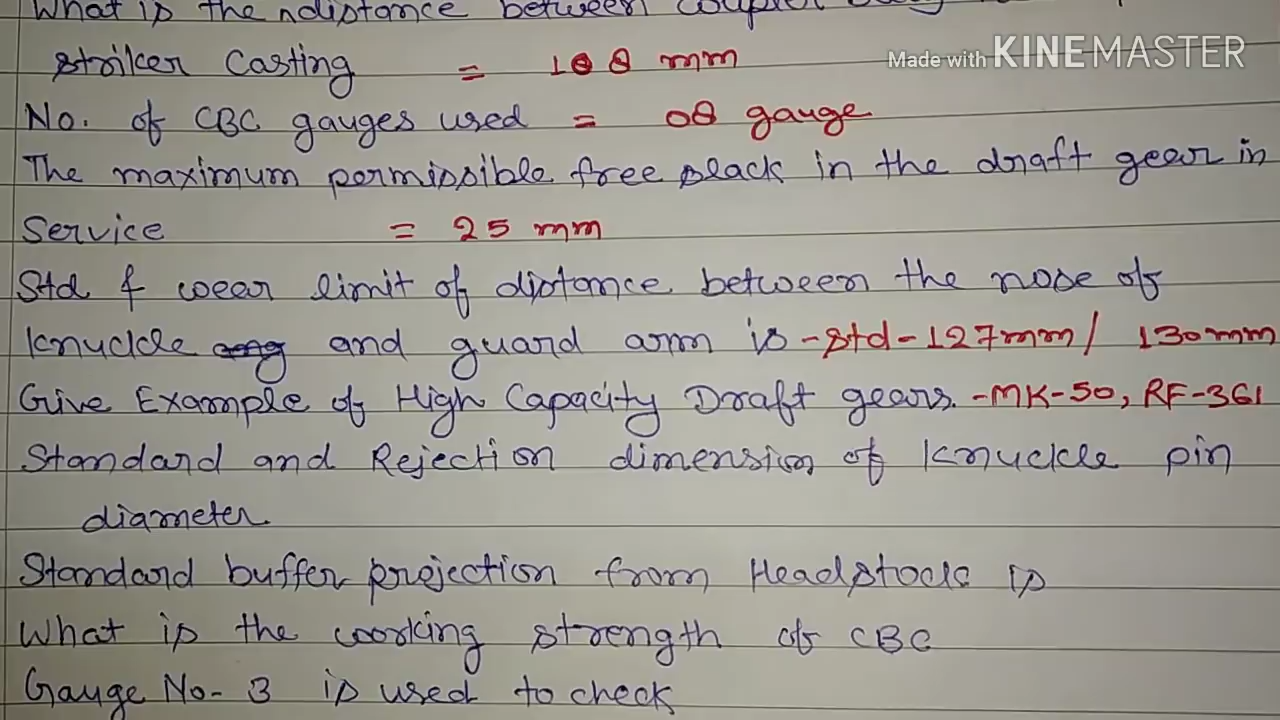 What is the ndistance between coupler
striker Casting = 108 mm
Made with KINEMASTER
No. of CBC gauges used = 08 gauge
The maximum permissible free slack in the draft gear in
Service = 25 mm
Std & wear limit of distance between the nose of
knuckle and guard arm is - std - 127mm / 130mm
Give Example of High Capacity Draft gears. - MK-50, RF-361
Standard and Rejection dimension of knuckle pin
diameter
Standard buffer projection from Headstock is
What is the working strength of CBC
Gauge No- 3 is used to check